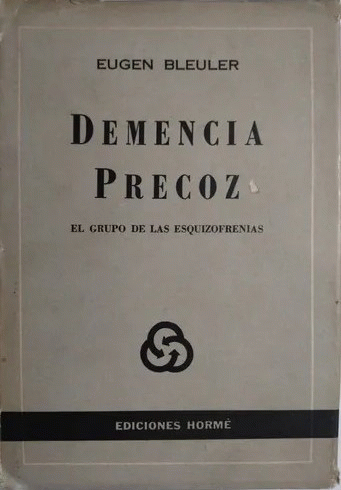 EUGEN BLEULER
DEMENCIA
PRECOZ
EL GRUPO DE LAS ESQUIZOFRENIAS
EDICIONES HORMÉ